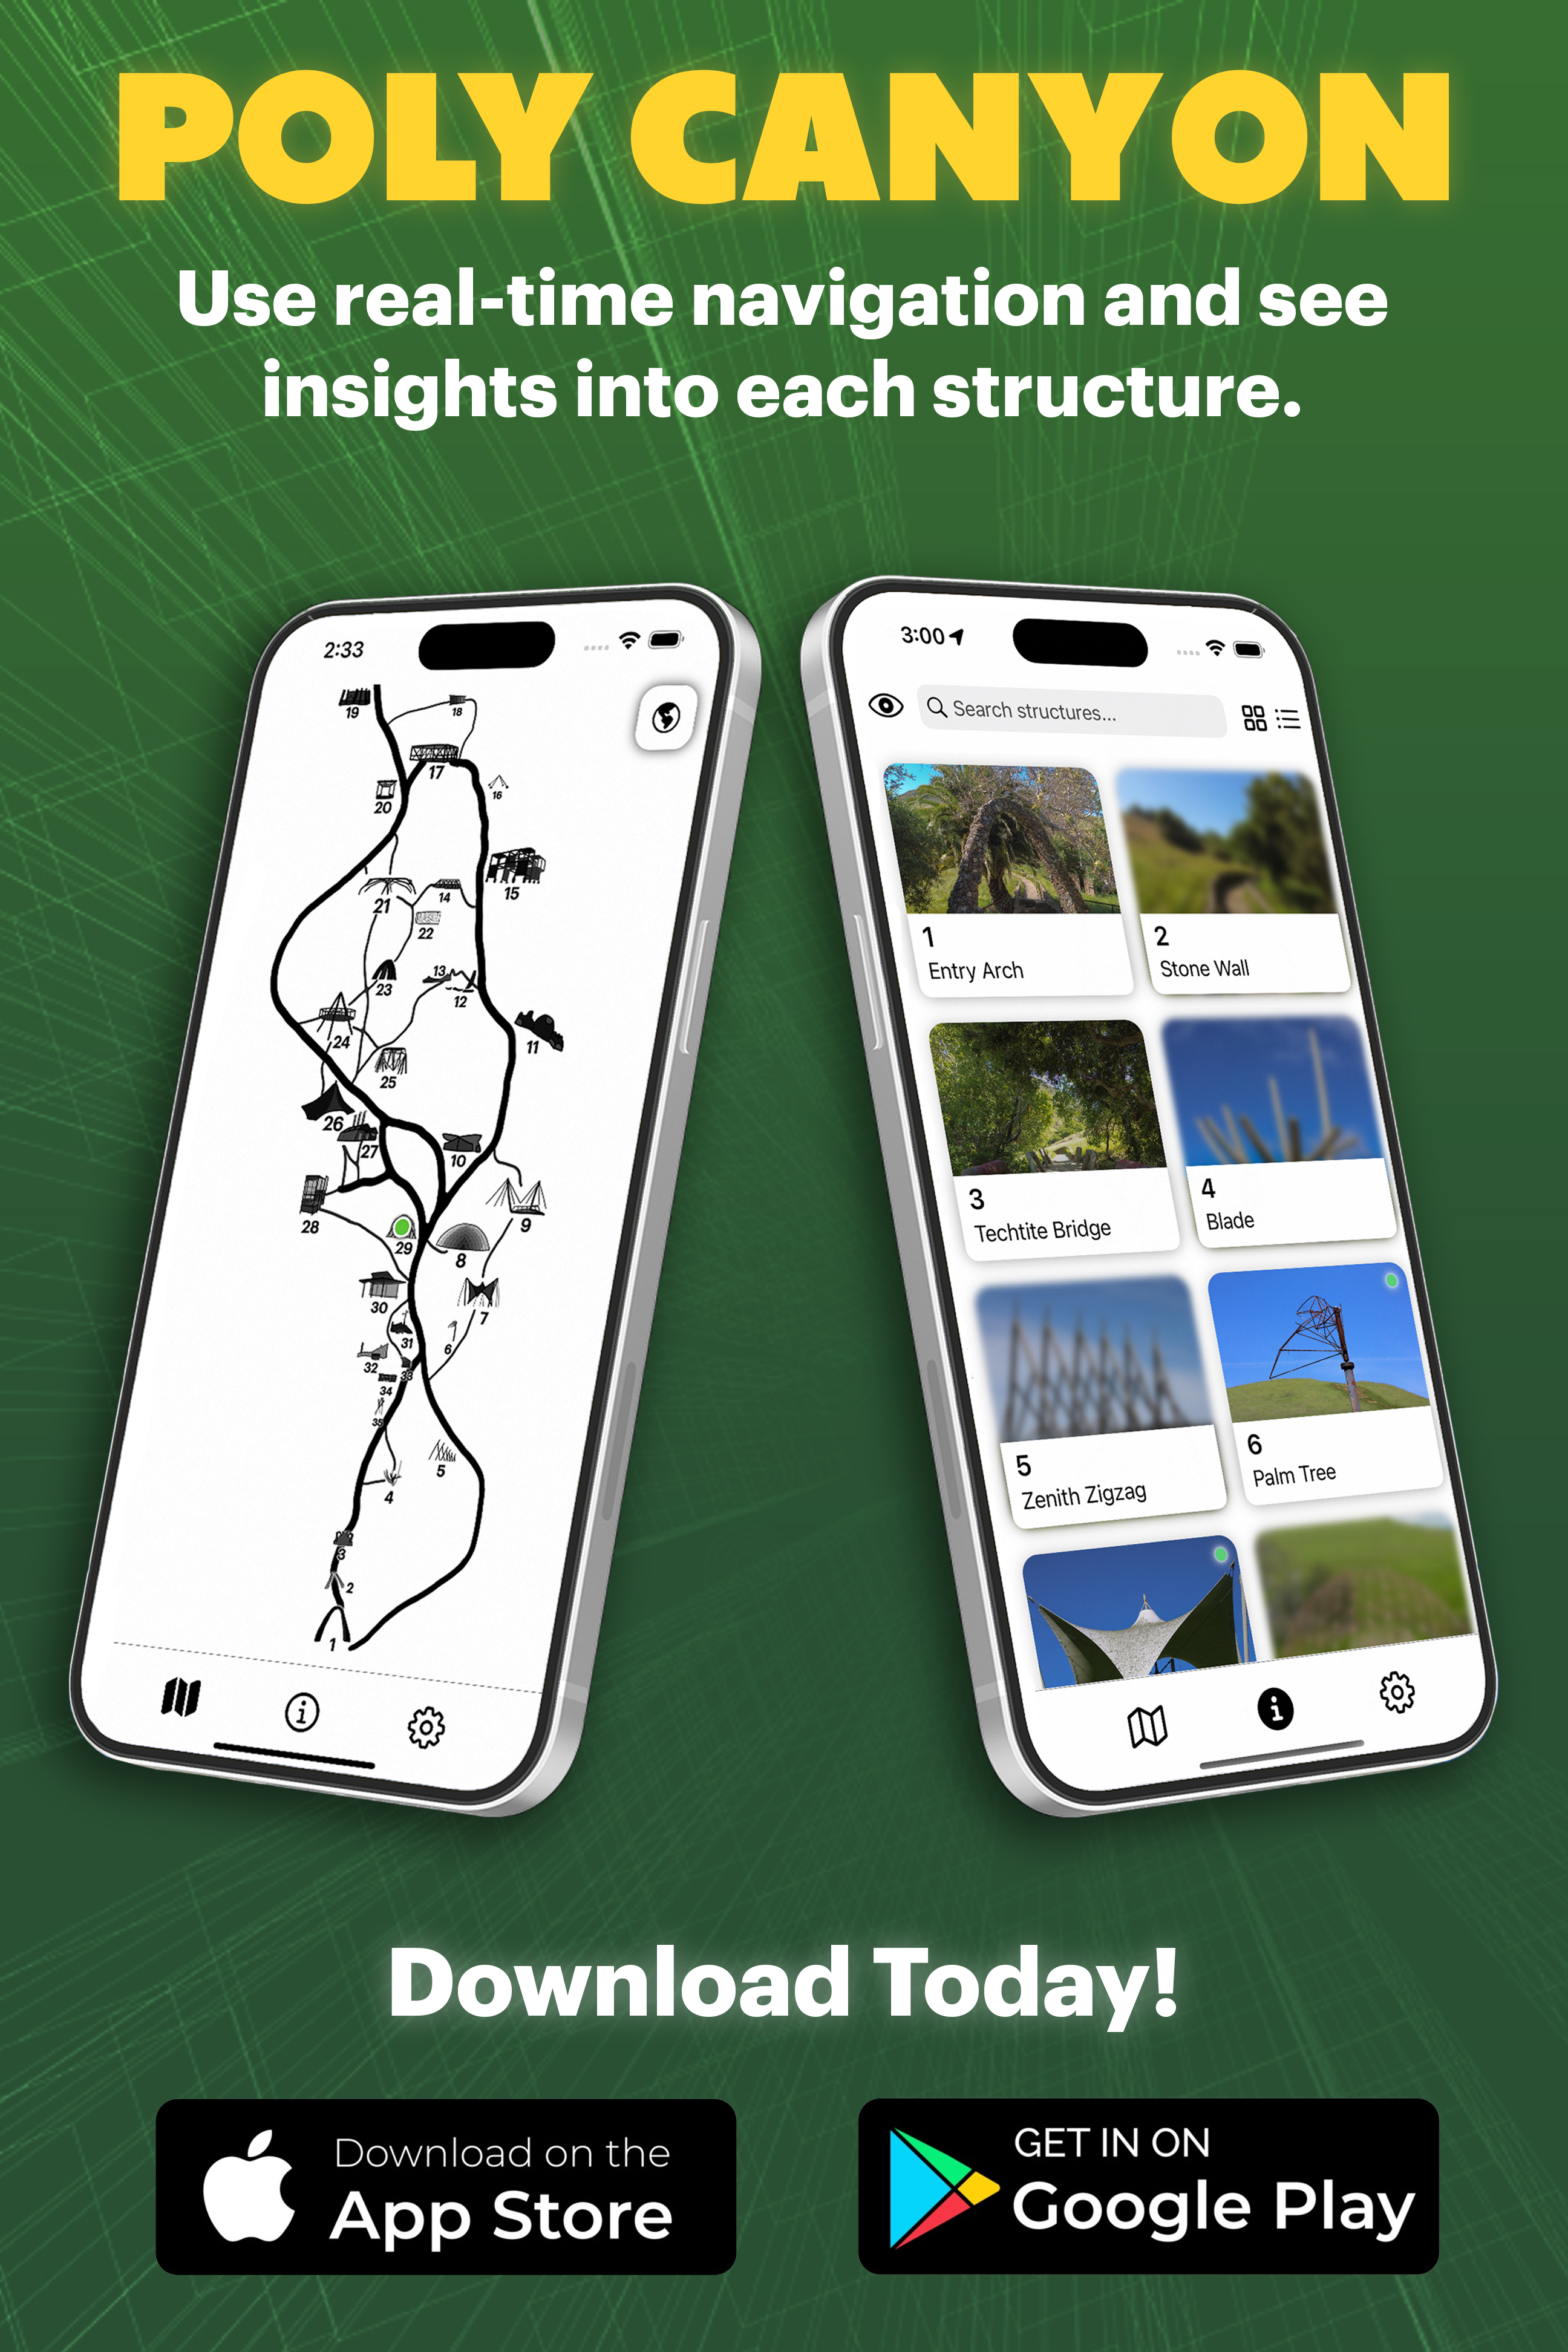 POLY CANYON
Use real-time navigation and see
insights into each structure.
2:33
19
18
17
20
16
15
21
14
22
23
13
12
24
11
25
26
27
10
28
9
29
8
30
7
31
6
32
33
34
35
5
4
3
2
1
3:00
Search structures...
1
Entry Arch
2
Stone Wall
3
Techtite Bridge
4
Blade
5
Zenith Zigzag
6
Palm Tree
Download Today!
Download on the
App Store
GET IN ON
Google Play